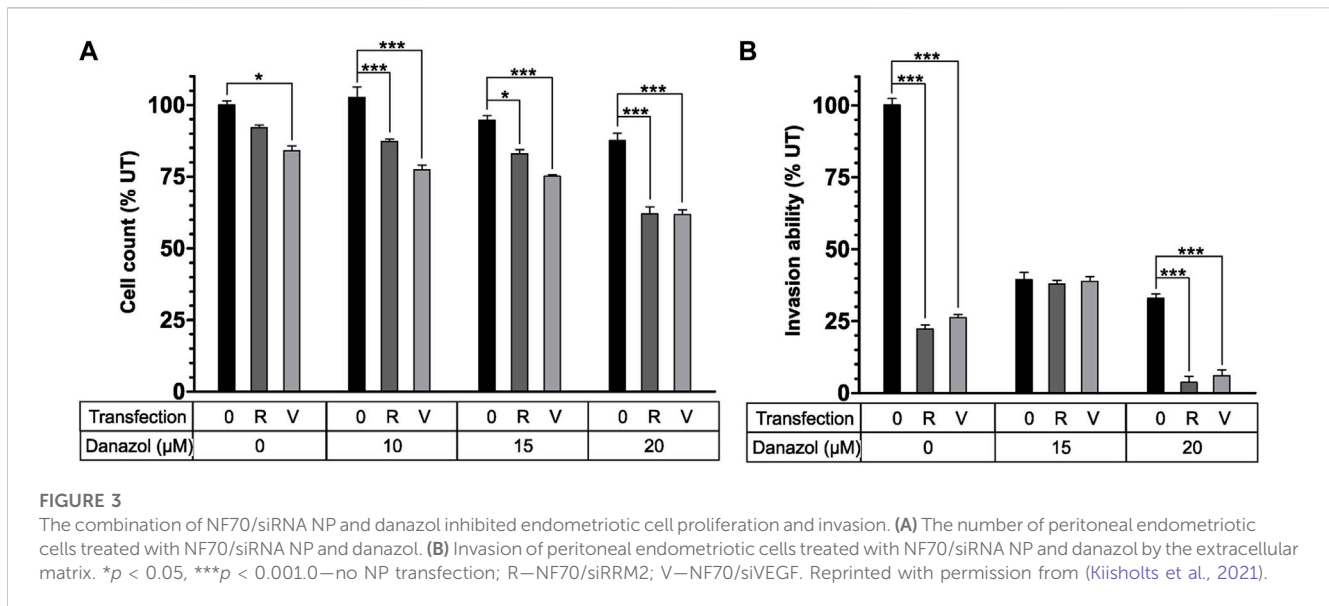 A
B
*
***
***
***
*
***
***
***
***
***
***
Cell count (% UT)
100
75
50
25
0
Invasion ability (% UT)
100
50
25
0
Transfection 0 R V 0 R V 0 R V 0 R V
Danazol (µM) 0 10 15 20
Transfection 0 R V 0 R V 0 R V
Danazol (µM) 0 15 20
FIGURE 3
The combination of NF70/siRNA NP and danazol inhibited endometriotic cell proliferation and invasion. (A) The number of peritoneal endometriotic
cells treated with NF70/siRNA NP and danazol. (B) Invasion of peritoneal endometriotic cells treated with NF70/siRNA NP and danazol by the extracellular
matrix. *p < 0.05, ***p < 0.001.0—no NP transfection; R—NF70/siRRM2; V—NF70/siVEGF. Reprinted with permission from (Kiisholts et al., 2021).